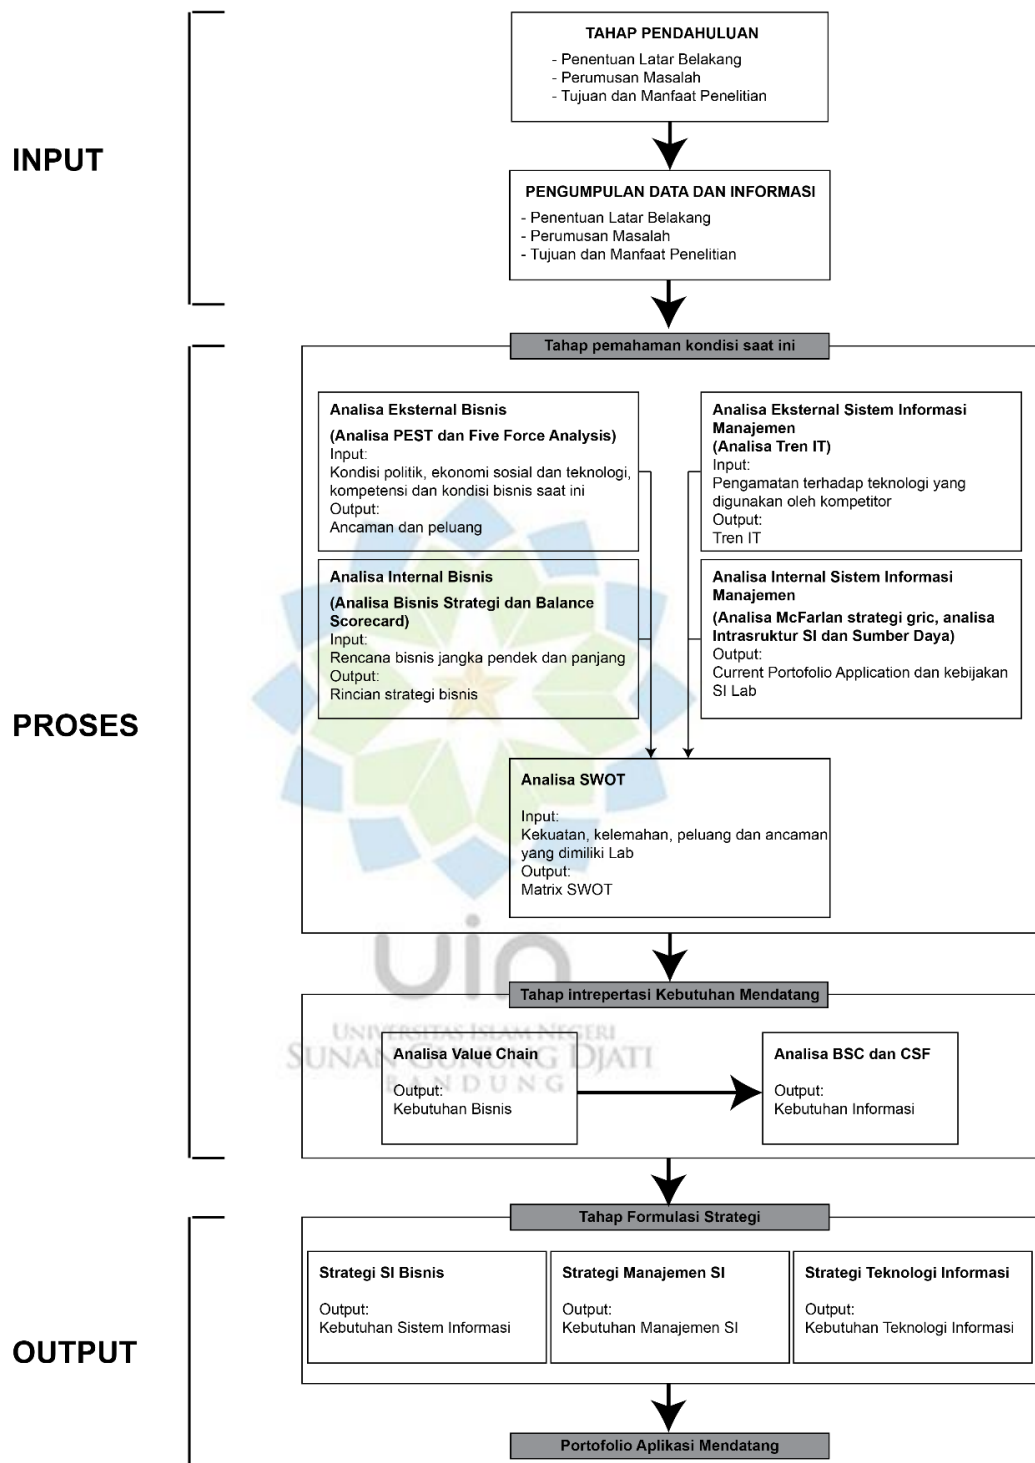 INPUT
TAHAP PENDAHULUAN
- Penentuan Latar Belakang
- Perumusan Masalah
- Tujuan dan Manfaat Penelitian
PENGUMPULAN DATA DAN INFORMASI
- Penentuan Latar Belakang
- Perumusan Masalah
- Tujuan dan Manfaat Penelitian
PROSES
Tahap pemahaman kondisi saat ini
Analisa Eksternal Bisnis
(Analisa PEST dan Five Force Analysis)
Input:
Kondisi politik, ekonomi sosial dan teknologi,
kompetensi dan kondisi bisnis saat ini
Output:
Ancaman dan peluang
Analisa Eksternal Sistem Informasi
Manajemen
(Analisa Tren IT)
Input:
Pengamatan terhadap teknologi yang
digunakan oleh kompetitor
Output:
Tren IT
Analisa Internal Bisnis
(Analisa Bisnis Strategi dan Balance
Scorecard)
Input:
Rencana bisnis jangka pendek dan panjang
Output:
Rincian strategi bisnis
Analisa Internal Sistem Informasi
Manajemen
(Analisa McFarlan strategi gric, analisa
Intrasruktur SI dan Sumber Daya)
Output:
Current Portofolio Application dan kebijakan
SI Lab
Analisa SWOT
Input:
Kekuatan, kelemahan, peluang dan ancaman
yang dimiliki Lab
Output:
Matrix SWOT
uin
UNIVERSITAS ISLAM NEGERI
SUNAN GUNUNG DJATI
BANDUNG
Tahap intrepertasi Kebutuhan Mendatang
Analisa Value Chain
Output:
Kebutuhan Bisnis
Analisa BSC dan CSF
Output:
Kebutuhan Informasi
OUTPUT
Tahap Formulasi Strategi
Strategi SI Bisnis
Output:
Kebutuhan Sistem Informasi
Strategi Manajemen SI
Output:
Kebutuhan Manajemen SI
Strategi Teknologi Informasi
Output:
Kebutuhan Teknologi Informasi
Portofolio Aplikasi Mendatang